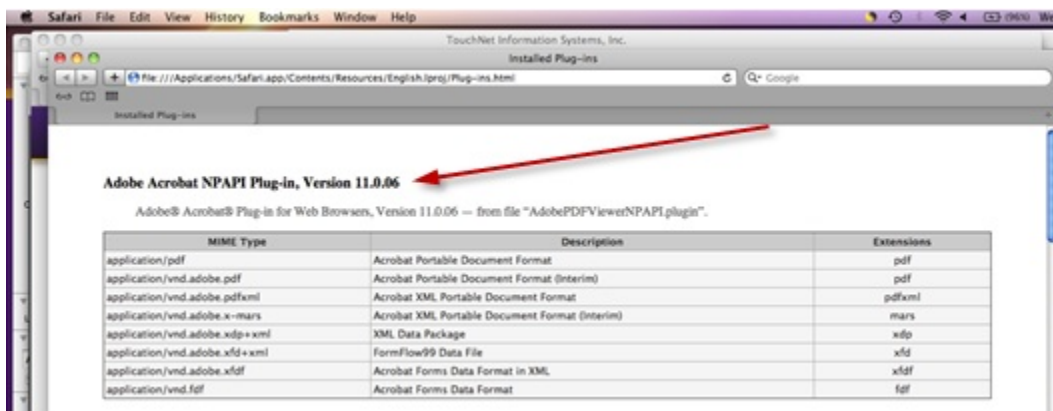 Safari File Edit View History Bookmarks Window Help
(96%) We
TouchNet Information Systems, Inc.
Installed Plug-ins
file:///Applications/Safari.app/Contents/Resources/English.lproj/Plug-ins.html
Google
Installed Plug-ins
Adobe Acrobat NPAPI Plug-in, Version 11.0.06
Adobe® Acrobat® Plug-in for Web Browsers, Version 11.0.06 — from file “AdobePDFViewerNPAPI.plugin”.
MIME Type Description Extensions
application/pdf Acrobat Portable Document Format pdf
application/vnd.adobe.pdf Acrobat Portable Document Format (Interim) pdf
application/vnd.adobe.pdfxml Acrobat XML Portable Document Format pdfxml
application/vnd.adobe.x-mars Acrobat XML Portable Document Format (Interim) mars
application/vnd.adobe.xdp+xml XML Data Package xdp
application/vnd.adobe.xfd+xml FormFlow99 Data File xfd
application/vnd.adobe.xfdf Acrobat Forms Data Format in XML xfdf
application/vnd.fdf Acrobat Forms Data Format fdf